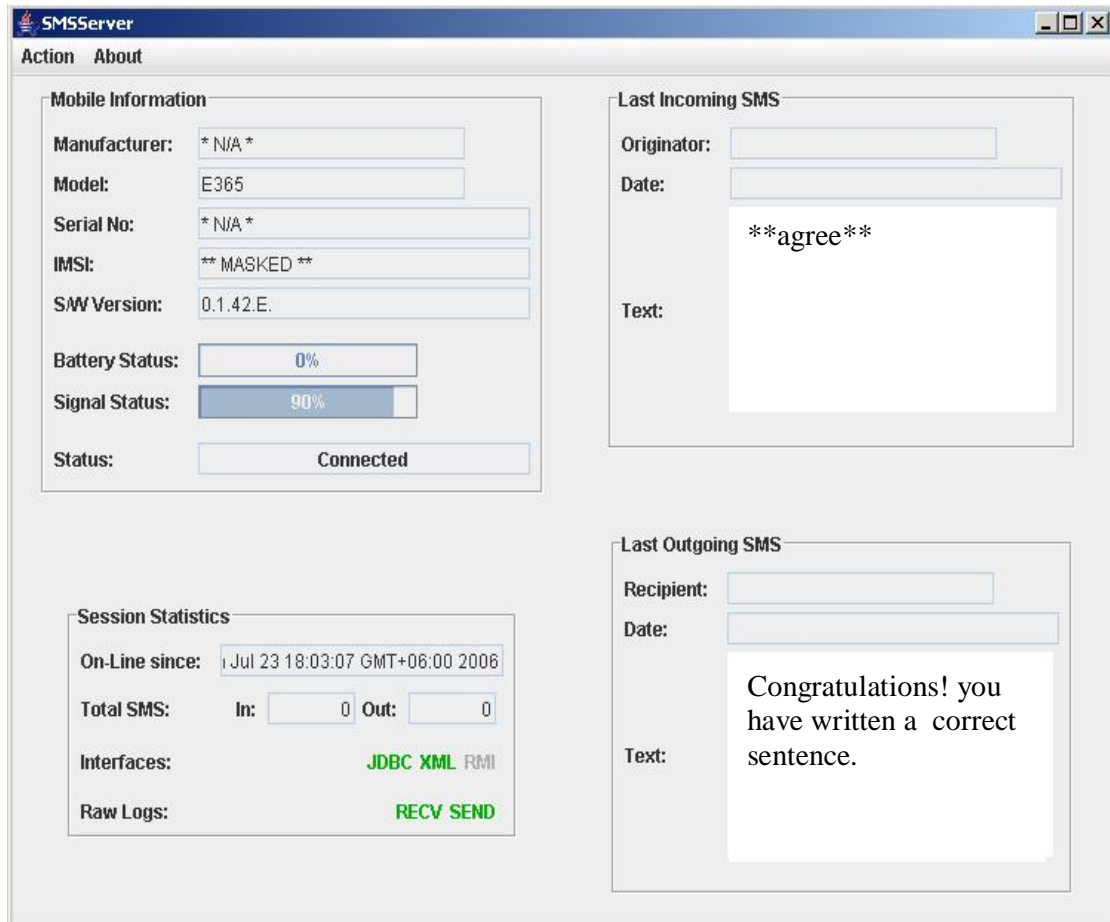 SMSServer
Action About
Mobile Information
Manufacturer: * N/A *
Model: E365
Serial No: * N/A *
IMSI: ** MASKED **
S/W Version: 0.1.42.E.
Battery Status: 0%
Signal Status: 90%
Status: Connected
Last Incoming SMS
Originator:
Date:
**agree**
Text:
Session Statistics
On-Line since: Jul 23 18:03:07 GMT+06:00 2006
Total SMS: In: 0 Out: 0
Interfaces: JDBC XML RMI
Raw Logs: RECV SEND
Last Outgoing SMS
Recipient:
Date:
Congratulations! you
have written a correct
Text: sentence.